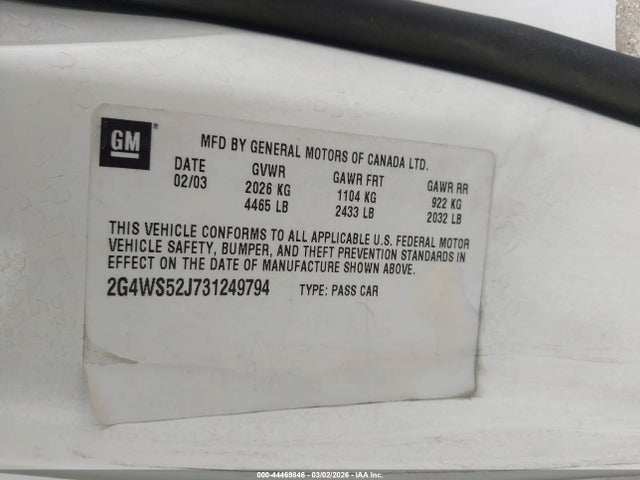 GM ®
MFD BY GENERAL MOTORS OF CANADA LTD.
DATE GVWR GAWR FRT GAWR RR
02/03 2026 KG 1104 KG 922 KG
4465 LB 2433 LB 2032 LB
THIS VEHICLE CONFORMS TO ALL APPLICABLE U.S. FEDERAL MOTOR
VEHICLE SAFETY, BUMPER, AND THEFT PREVENTION STANDARDS IN
EFFECT ON THE DATE OF MANUFACTURE SHOWN ABOVE.
2G4WS52J731249794 TYPE: PASS CAR
000-44469846 - 03/02/2026 - IAA Inc.